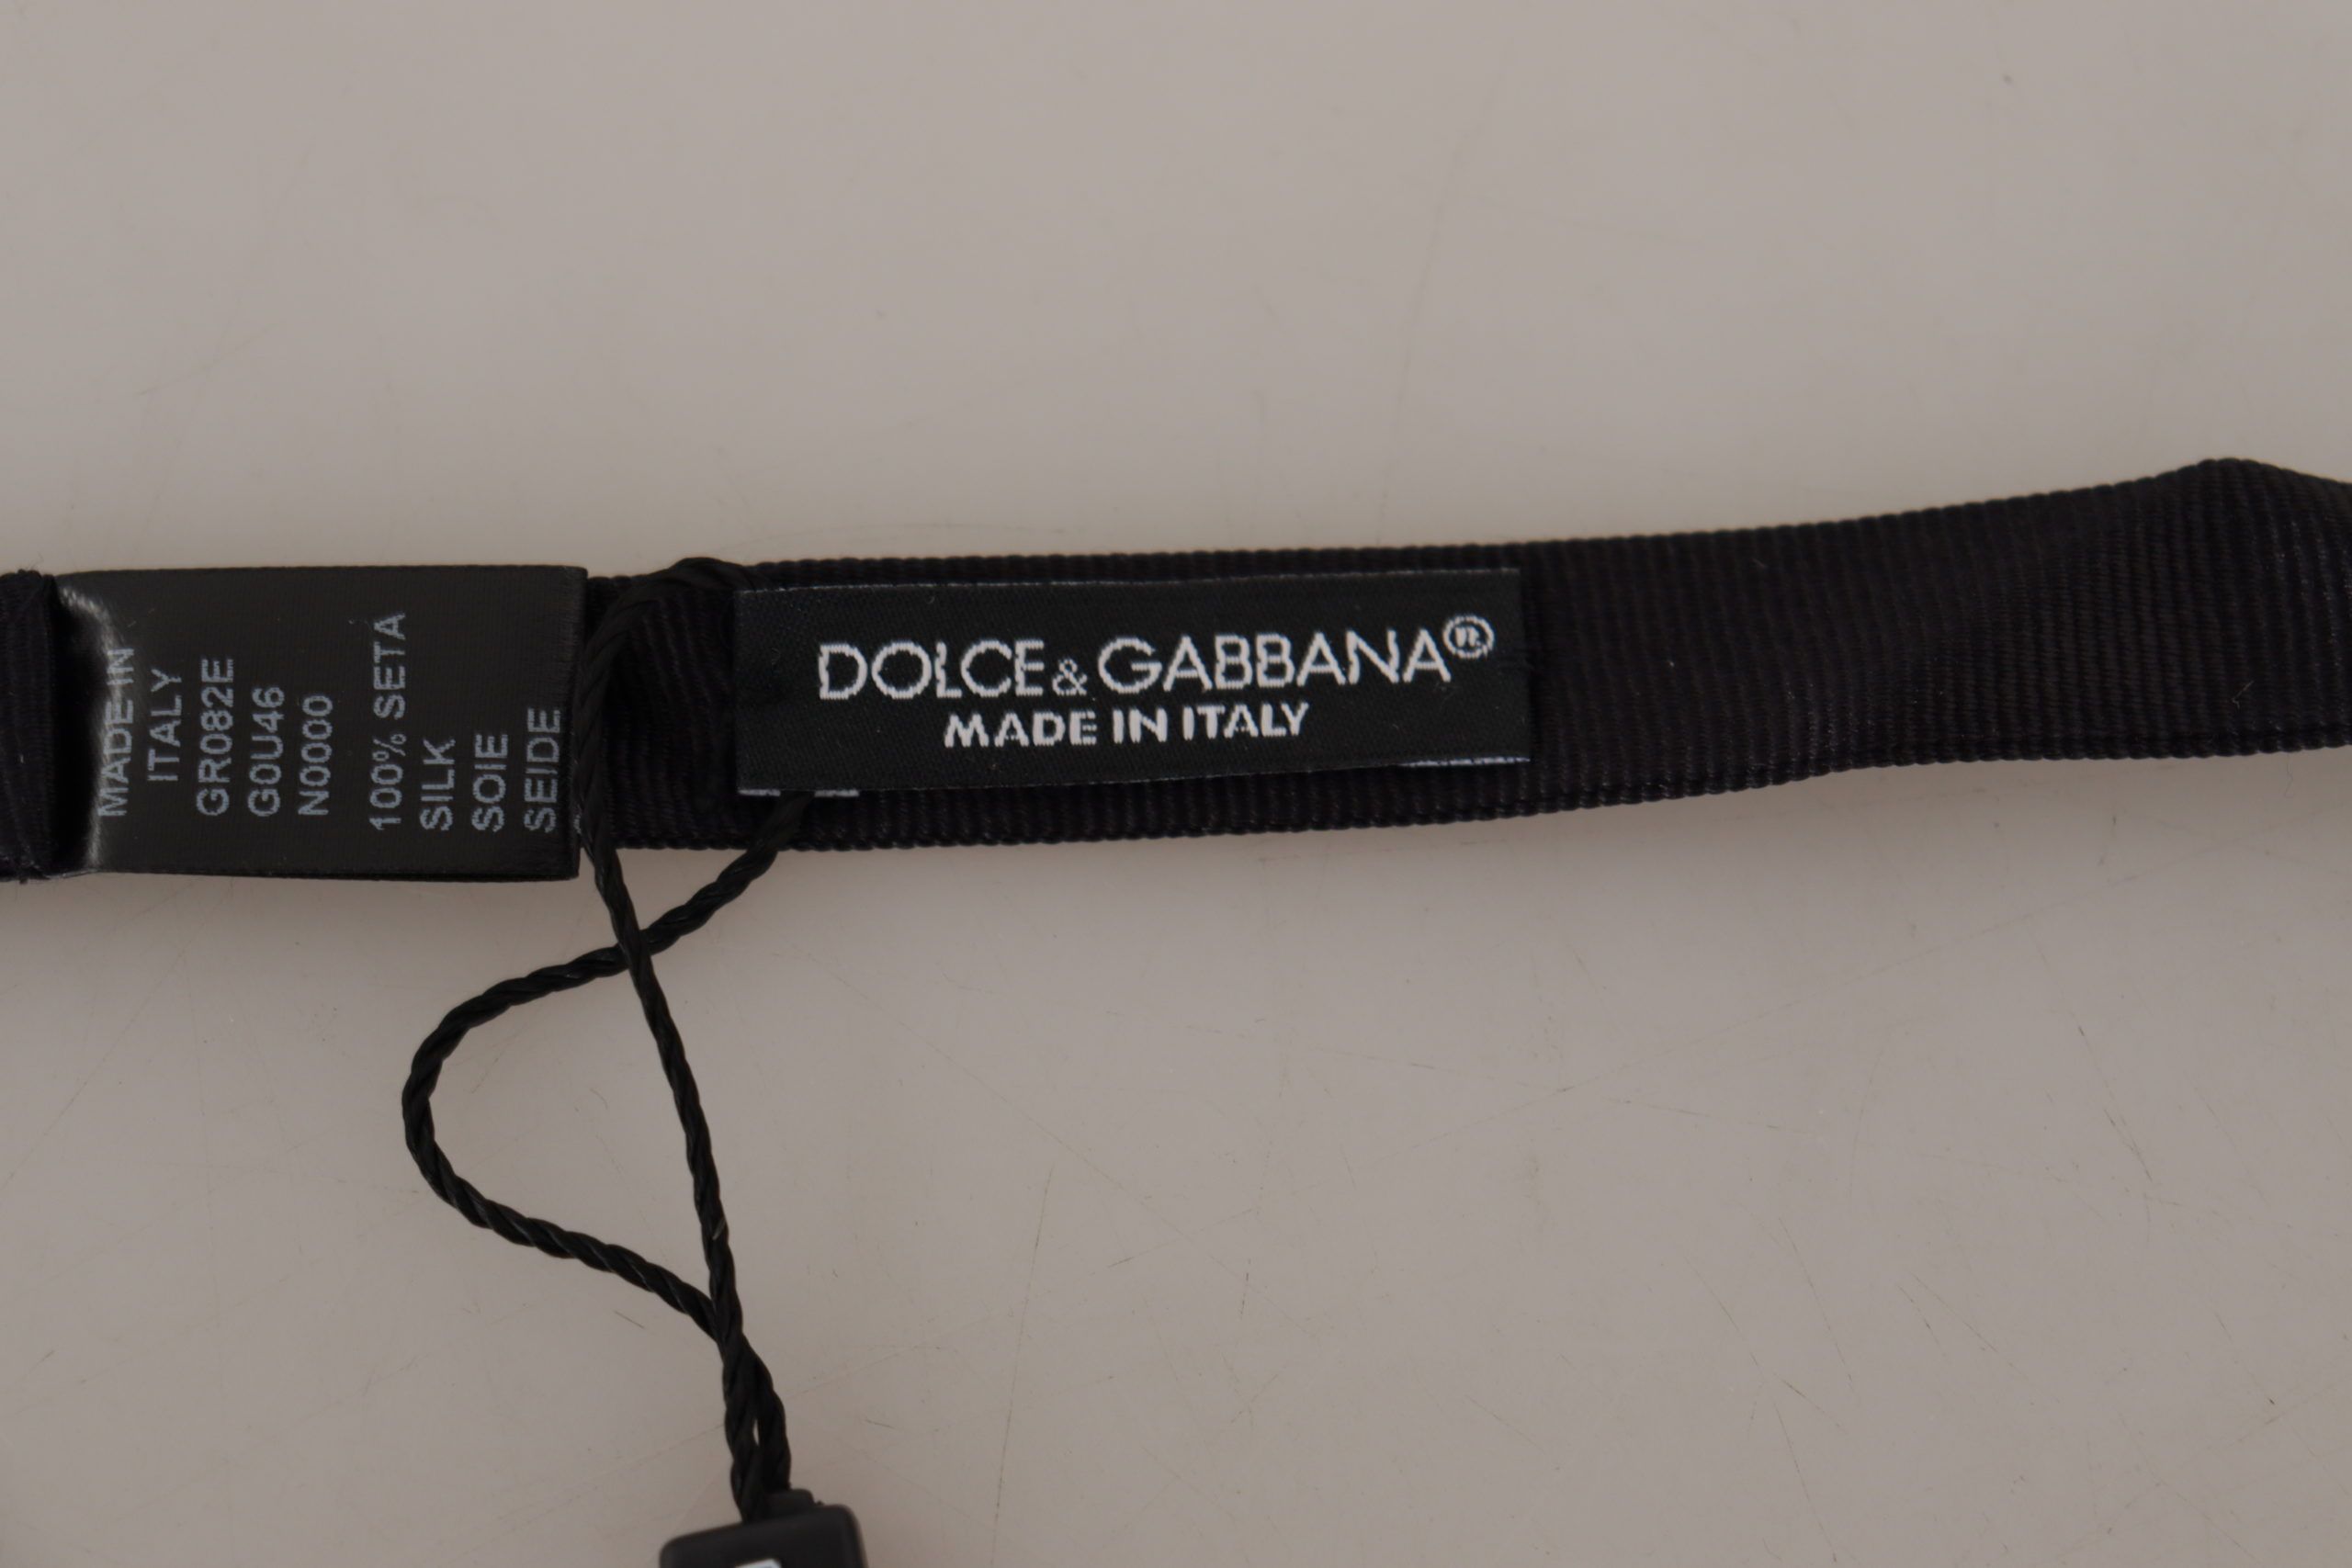 MADE IN
ITALY
GR082E
G0U46
N0000
100% SETA
SILK
SOIE
SEIDE
DOLCE & GABBANA®
MADE IN ITALY